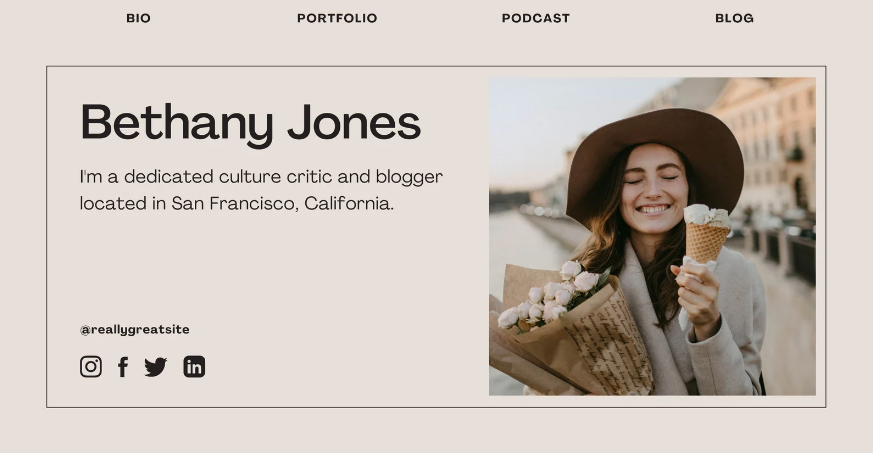 BIO PORTFOLIO PODCAST BLOG
Bethany Jones
I'm a dedicated culture critic and blogger
located in San Francisco, California.
@reallygreatsite